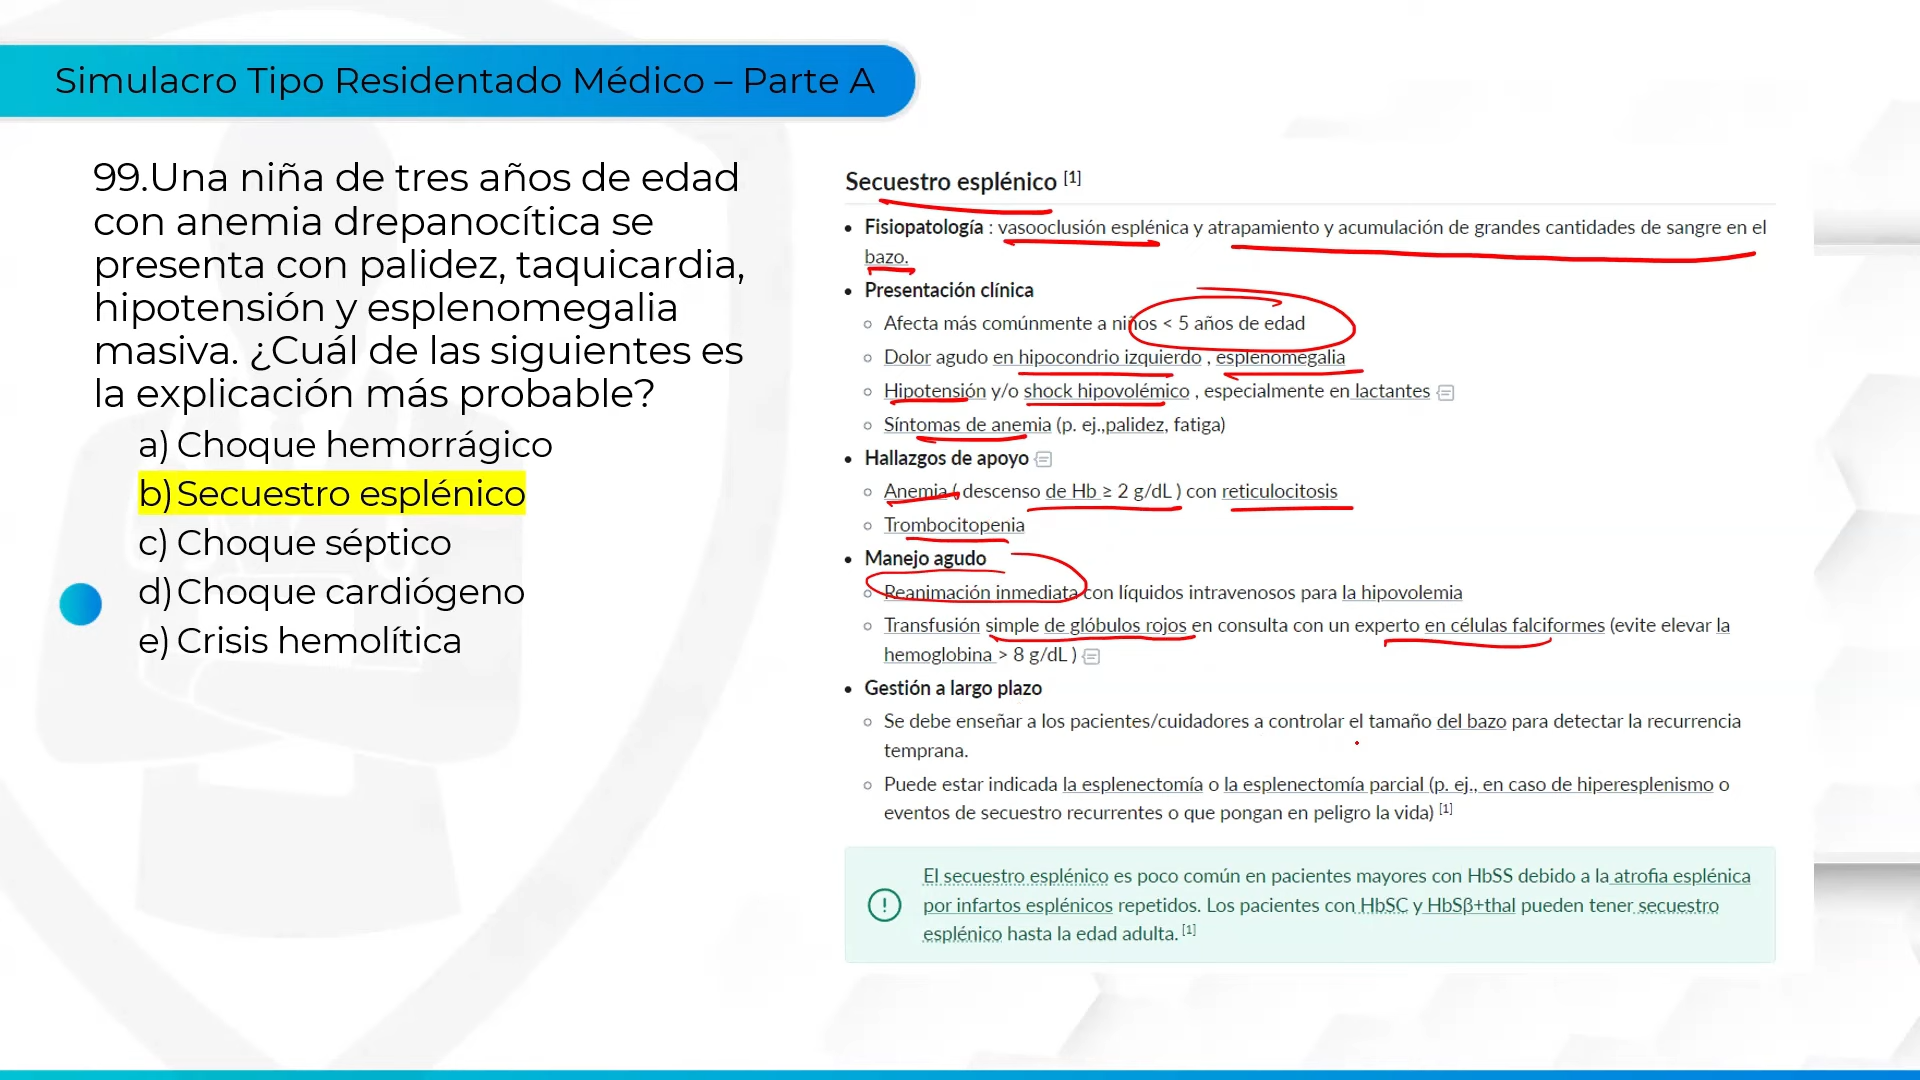 Simulacro Tipo Residentado Médico – Parte A
99.Una niña de tres años de edad
con anemia drepanocítica se
presenta con palidez, taquicardia,
hipotensión y esplenomegalia
masiva. ¿Cuál de las siguientes es
la explicación más probable?
a) Choque hemorrágico
b) Secuestro esplénico
c) Choque séptico
d) Choque cardiógeno
e) Crisis hemolítica
Secuestro esplénico [1]
• Fisiopatología : vasooclusión esplénica y atrapamiento y acumulación de grandes cantidades de sangre en el
bazo.
• Presentación clínica
○ Afecta más comúnmente a niños < 5 años de edad
○ Dolor agudo en hipocondrio izquierdo , esplenomegalia
○ Hipotensión y/o shock hipovolémico , especialmente en lactantes
○ Síntomas de anemia (p. ej.,palidez, fatiga)
• Hallazgos de apoyo
○ Anemia ( descenso de Hb ≥ 2 g/dL ) con reticulocitosis
○ Trombocitopenia
• Manejo agudo
○ Reanimación inmediata con líquidos intravenosos para la hipovolemia
○ Transfusión simple de glóbulos rojos en consulta con un experto en células falciformes (evite elevar la
hemoglobina > 8 g/dL )
• Gestión a largo plazo
○ Se debe enseñar a los pacientes/cuidadores a controlar el tamaño del bazo para detectar la recurrencia
temprana.
○ Puede estar indicada la esplenectomía o la esplenectomía parcial (p. ej., en caso de hiperesplenismo o
eventos de secuestro recurrentes o que pongan en peligro la vida) [1]
El secuestro esplénico es poco común en pacientes mayores con HbSS debido a la atrofia esplénica
por infartos esplénicos repetidos. Los pacientes con HbSC y HbSβ+thal pueden tener secuestro
esplénico hasta la edad adulta. [1]